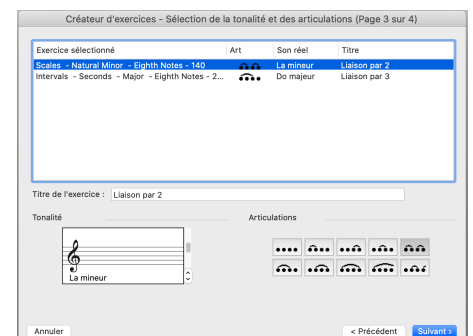 Créateur d'exercices - Sélection de la tonalité et des articulations (Page 3 sur 4)
Exercice sélectionné Art Son réel Titre
Scales - Natural Minor - Eighth Notes - 140 La mineur Liaison par 2
Intervals - Seconds - Major - Eighth Notes - 2... Do majeur Liaison par 3
Titre de l'exercice : Liaison par 2
Tonalité Articulations
La mineur
Annuler < Précédent Suivant >